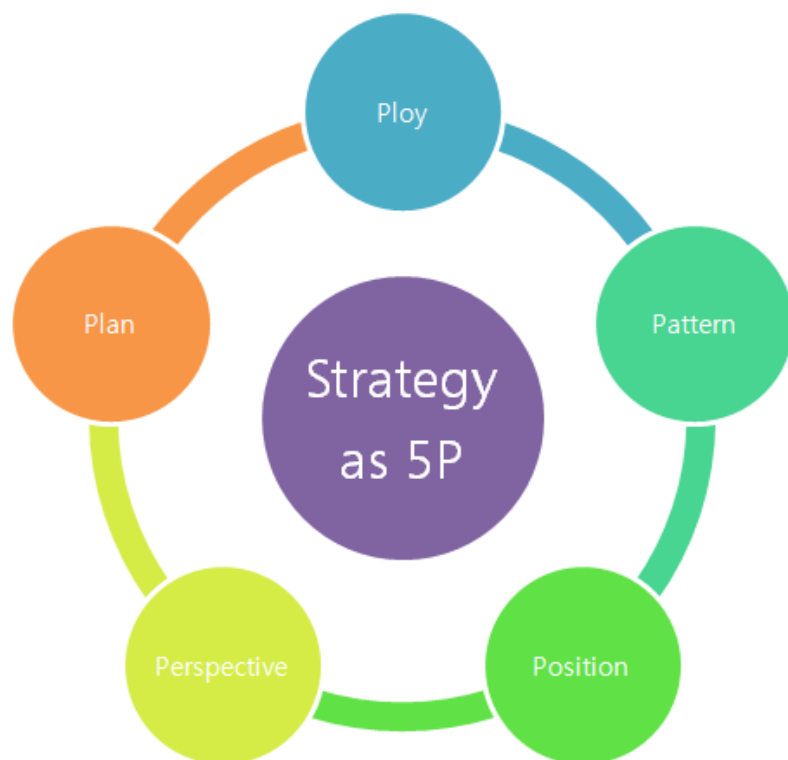 Ploy
Plan
Pattern
Strategy
as 5P
Perspective
Position